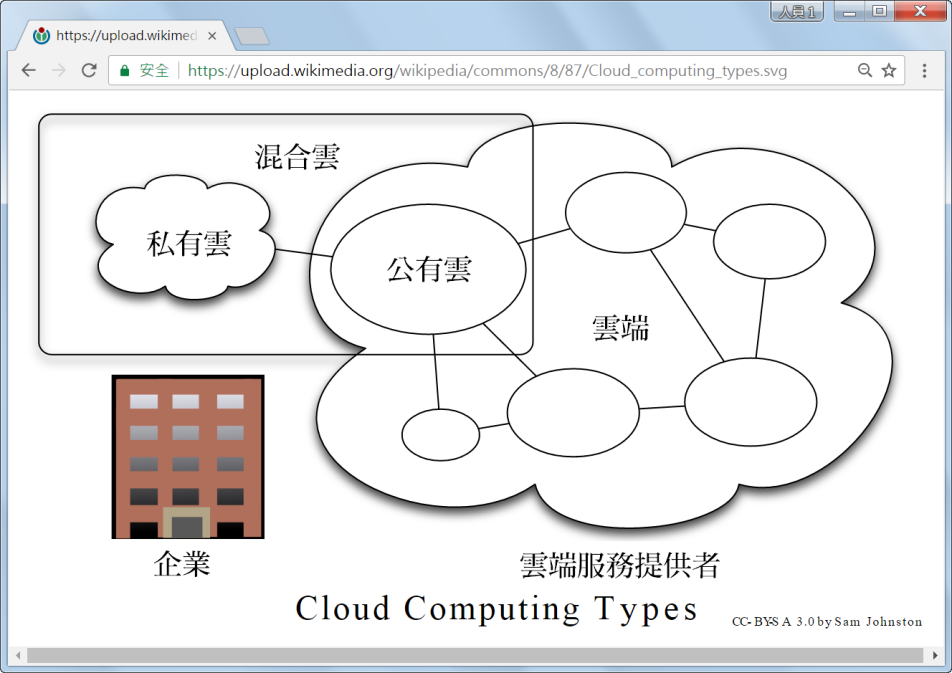 人員 1
https://upload.wikimed
安全
https://upload.wikimedia.org/wikipedia/commons/8/87/Cloud_computing_types.svg
混合雲
私有雲
公有雲
雲端
企業
雲端服務提供者
Cloud Computing Types
CC-BY-SA 3.0 by Sam Johnston